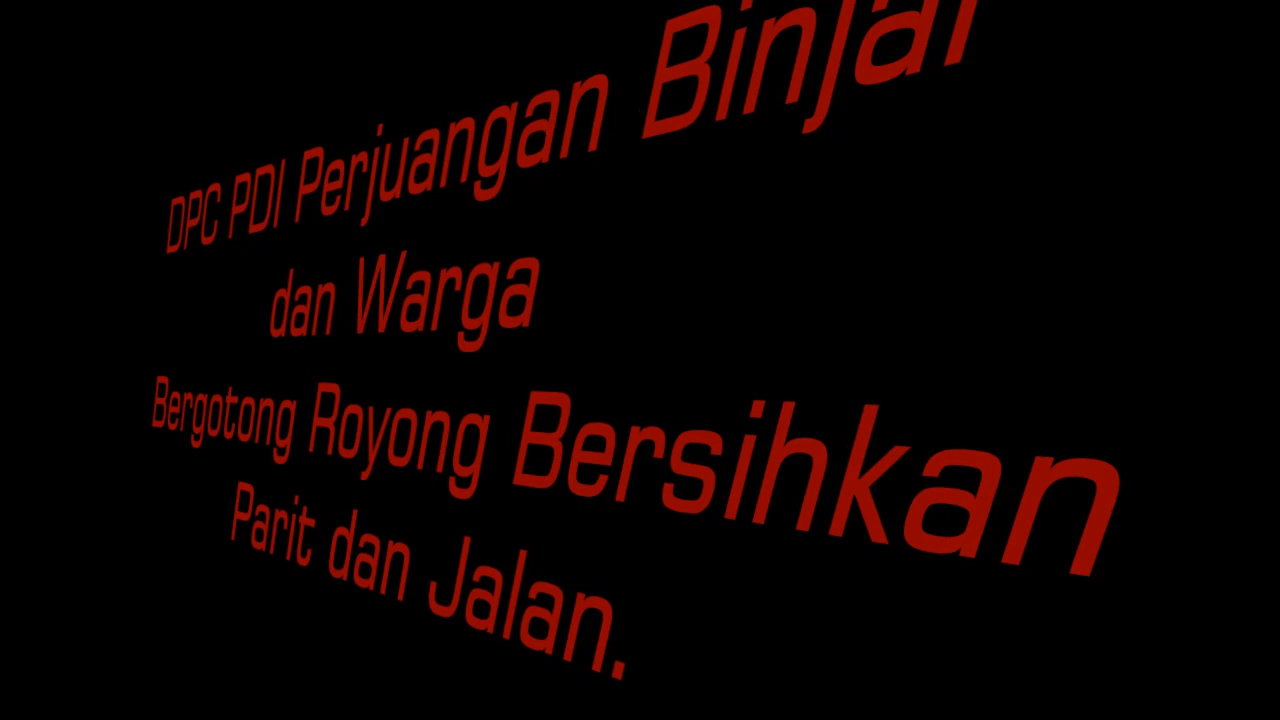 DPC PDI Perjuangan Binjai
dan Warga
Bergotong Royong Bersihkan
Parit dan Jalan.